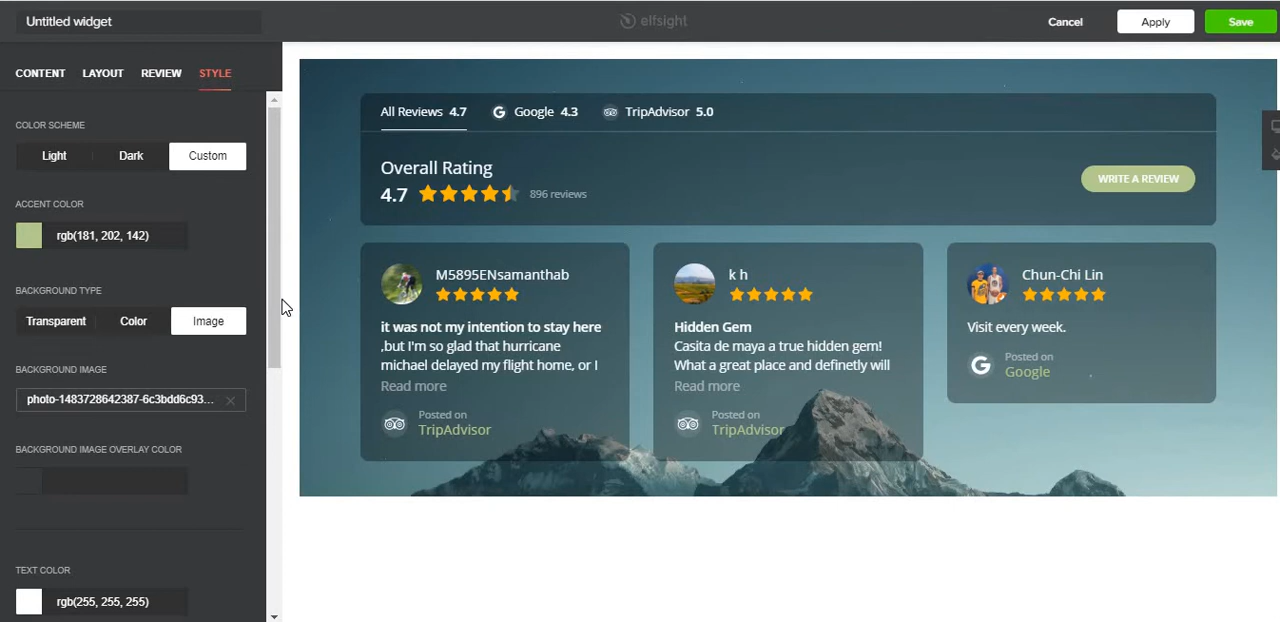 Untitled widget
elfsight
Cancel
Apply
Save
CONTENT
LAYOUT
REVIEW
STYLE
COLOR SCHEME
Light
Dark
Custom
ACCENT COLOR
rgb(181, 202, 142)
BACKGROUND TYPE
Transparent
Color
Image
BACKGROUND IMAGE
photo-1483728642387-6c3bdd6c93...
BACKGROUND IMAGE OVERLAY COLOR
TEXT COLOR
rgb(255, 255, 255)
All Reviews 4.7
G Google 4.3
TripAdvisor 5.0
Overall Rating
4.7
896 reviews
WRITE A REVIEW
M5895ENsamanthab
it was not my intention to stay here
,but I'm so glad that hurricane
michael delayed my flight home, or I
Read more
Posted on
TripAdvisor
k h
Hidden Gem
Casita de maya a true hidden gem!
What a great place and definetly will
Read more
Posted on
TripAdvisor
Chun-Chi Lin
Visit every week.
G
Posted on
Google